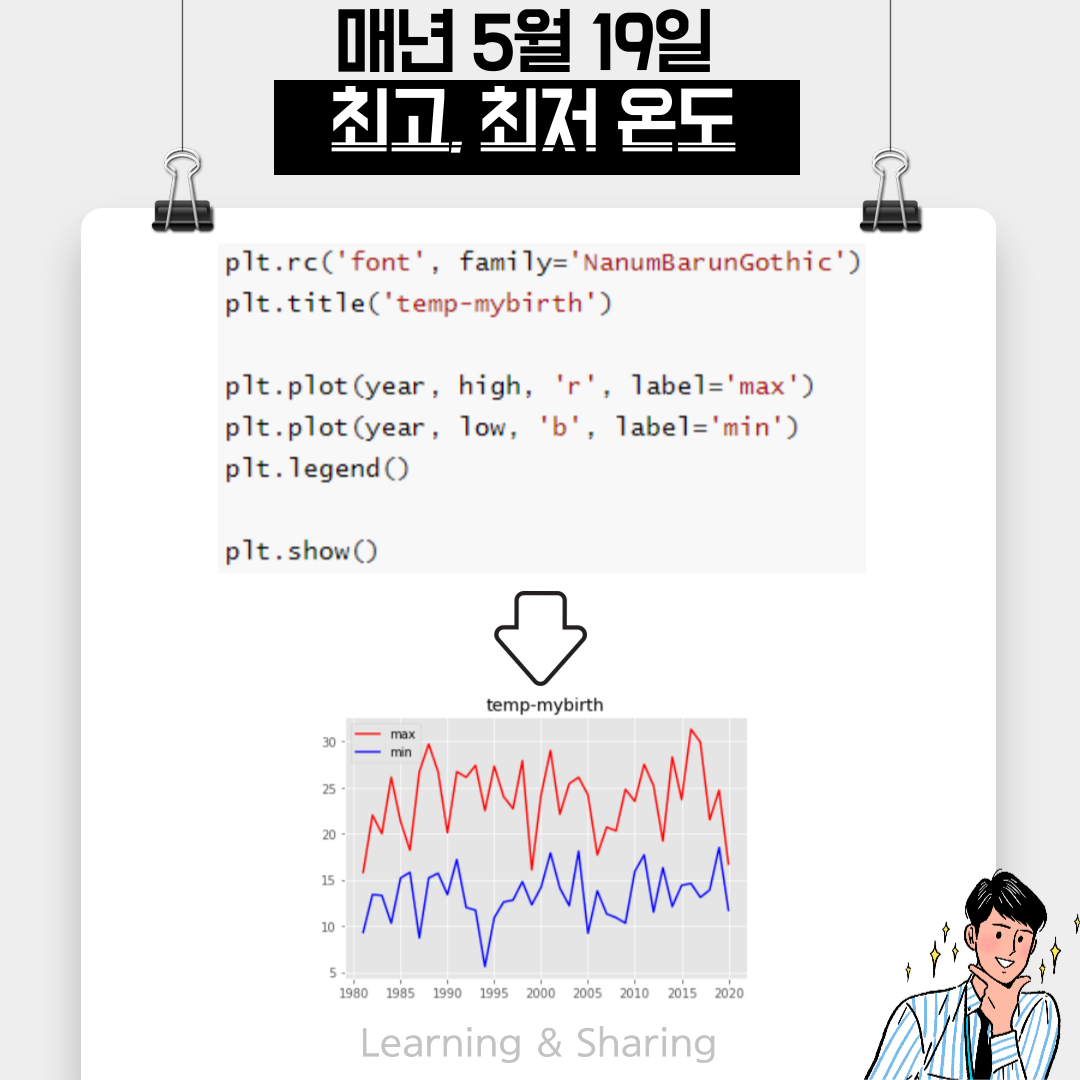 매년 5월 19일
최고, 최저 온도
plt.rc('font', family='NanumBarunGothic')
plt.title('temp-mybirth')
plt.plot(year, high, 'r', label='max')
plt.plot(year, low, 'b', label='min')
plt.legend()
plt.show()
temp-mybirth
max
min
30
25
20
15
10
5
1980 1985 1990 1995 2000 2005 2010 2015 2020
Learning & Sharing